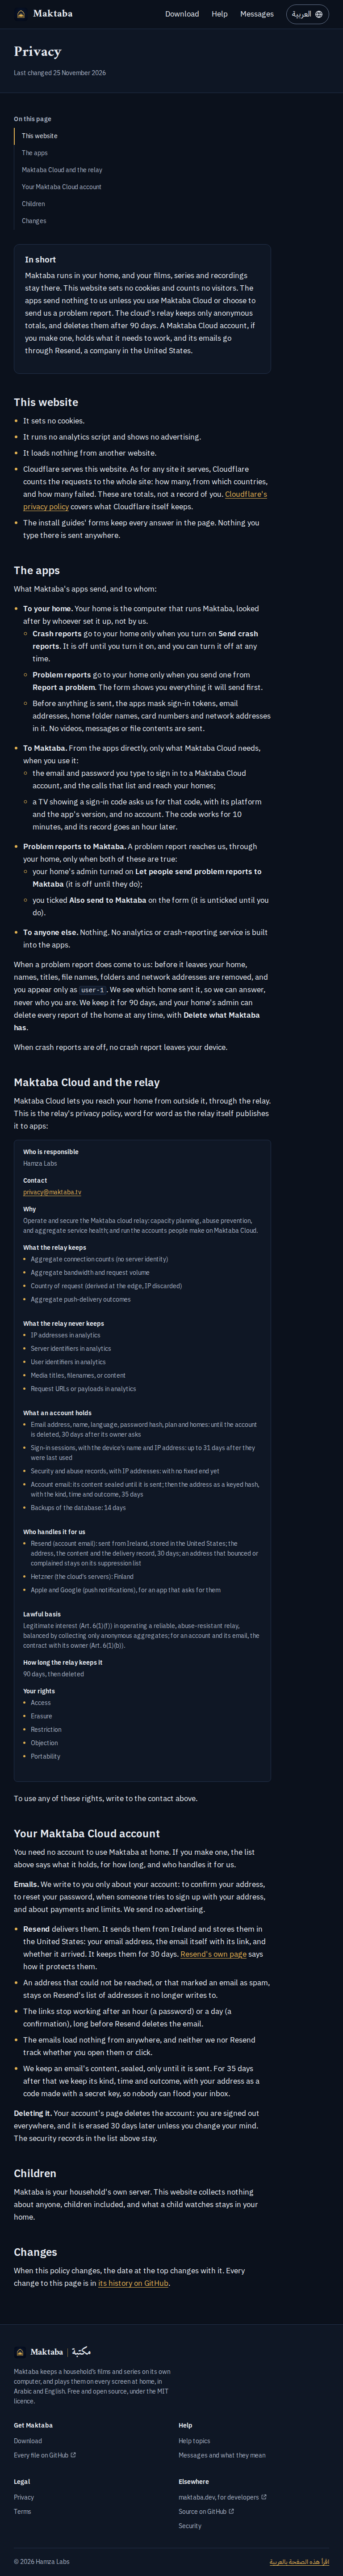 Maktaba
Download Help Messages العربية
Privacy
Last changed 25 November 2026
On this page
This website
The apps
Maktaba Cloud and the relay
Your Maktaba Cloud account
Children
Changes
In short
Maktaba runs in your home, and your films, series and recordings
stay there. This website sets no cookies and counts no visitors. The
apps send nothing to us unless you use Maktaba Cloud or choose to
send us a problem report. The cloud's relay keeps only anonymous
totals, and deletes them after 90 days. A Maktaba Cloud account, if
you make one, holds what it needs to work, and its emails go
through Resend, a company in the United States.
This website
It sets no cookies.
It runs no analytics script and shows no advertising.
It loads nothing from another website.
Cloudflare serves this website. As for any site it serves, Cloudflare
counts the requests to the whole site: how many, from which countries,
and how many failed. These are totals, not a record of you. Cloudflare's
privacy policy covers what Cloudflare itself keeps.
The install guides' forms keep every answer in the page. Nothing you
type there is sent anywhere.
The apps
What Maktaba's apps send, and to whom:
To your home. Your home is the computer that runs Maktaba, looked
after by whoever set it up, not by us.
Crash reports go to your home only when you turn on Send crash
reports. It is off until you turn it on, and you can turn it off at any
time.
Problem reports go to your home only when you send one from
Report a problem. The form shows you everything it will send first.
Before anything is sent, the apps mask sign-in tokens, email
addresses, home folder names, card numbers and network addresses
in it. No videos, messages or file contents are sent.
To Maktaba. From the apps directly, only what Maktaba Cloud needs,
when you use it:
the email and password you type to sign in to a Maktaba Cloud
account, and the calls that list and reach your homes;
a TV showing a sign-in code asks us for that code, with its platform
and the app's version, and no account. The code works for 10
minutes, and its record goes an hour later.
Problem reports to Maktaba. A problem report reaches us, through
your home, only when both of these are true:
your home's admin turned on Let people send problem reports to
Maktaba (it is off until they do);
you ticked Also send to Maktaba on the form (it is unticked until you
do).
To anyone else. Nothing. No analytics or crash-reporting service is built
into the apps.
When a problem report does come to us: before it leaves your home,
names, titles, file names, folders and network addresses are removed, and
you appear only as user-1. We see which home sent it, so we can answer,
never who you are. We keep it for 90 days, and your home's admin can
delete every report of the home at any time, with Delete what Maktaba
has.
When crash reports are off, no crash report leaves your device.
Maktaba Cloud and the relay
Maktaba Cloud lets you reach your home from outside it, through the relay.
This is the relay's privacy policy, word for word as the relay itself publishes
it to apps:
Who is responsible
Hamza Labs
Contact
privacy@maktaba.tv
Why
Operate and secure the Maktaba cloud relay: capacity planning, abuse prevention,
and aggregate service health; and run the accounts people make on Maktaba Cloud.
What the relay keeps
Aggregate connection counts (no server identity)
Aggregate bandwidth and request volume
Country of request (derived at the edge, IP discarded)
Aggregate push-delivery outcomes
What the relay never keeps
IP addresses in analytics
Server identifiers in analytics
User identifiers in analytics
Media titles, filenames, or content
Request URLs or payloads in analytics
What an account holds
Email address, name, language, password hash, plan and homes: until the account
is deleted, 30 days after its owner asks
Sign-in sessions, with the device's name and IP address: up to 31 days after they
were last used
Security and abuse records, with IP addresses: with no fixed end yet
Account email: its content sealed until it is sent; then the address as a keyed hash,
with the kind, time and outcome, 35 days
Backups of the database: 14 days
Who handles it for us
Resend (account email): sent from Ireland, stored in the United States; the
address, the content and the delivery record, 30 days; an address that bounced or
complained stays on its suppression list
Hetzner (the cloud's servers): Finland
Apple and Google (push notifications), for an app that asks for them
Lawful basis
Legitimate interest (Art. 6(1)(f)) in operating a reliable, abuse-resistant relay,
balanced by collecting only anonymous aggregates; for an account and its email, the
contract with its owner (Art. 6(1)(b)).
How long the relay keeps it
90 days, then deleted
Your rights
Access
Erasure
Restriction
Objection
Portability
To use any of these rights, write to the contact above.
Your Maktaba Cloud account
You need no account to use Maktaba at home. If you make one, the list
above says what it holds, for how long, and who handles it for us.
Emails. We write to you only about your account: to confirm your address,
to reset your password, when someone tries to sign up with your address,
and about payments and limits. We send no advertising.
Resend delivers them. It sends them from Ireland and stores them in
the United States: your email address, the email itself with its link, and
whether it arrived. It keeps them for 30 days. Resend's own page says
how it protects them.
An address that could not be reached, or that marked an email as spam,
stays on Resend's list of addresses it no longer writes to.
The links stop working after an hour (a password) or a day (a
confirmation), long before Resend deletes the email.
The emails load nothing from anywhere, and neither we nor Resend
track whether you open them or click.
We keep an email's content, sealed, only until it is sent. For 35 days
after that we keep its kind, time and outcome, with your address as a
code made with a secret key, so nobody can flood your inbox.
Deleting it. Your account's page deletes the account: you are signed out
everywhere, and it is erased 30 days later unless you change your mind.
The security records in the list above stay.
Children
Maktaba is your household's own server. This website collects nothing
about anyone, children included, and what a child watches stays in your
home.
Changes
When this policy changes, the date at the top changes with it. Every
change to this page is in its history on GitHub.
Maktaba | مكتبة
Maktaba keeps a household's films and series on its own
computer, and plays them on every screen at home, in
Arabic and English. Free and open source, under the MIT
licence.
Get Maktaba
Download
Every file on GitHub
Help
Help topics
Messages and what they mean
Legal
Privacy
Terms
Elsewhere
maktaba.dev, for developers
Source on GitHub
Security
© 2026 Hamza Labs
اقرأ هذه الصفحة بالعربية